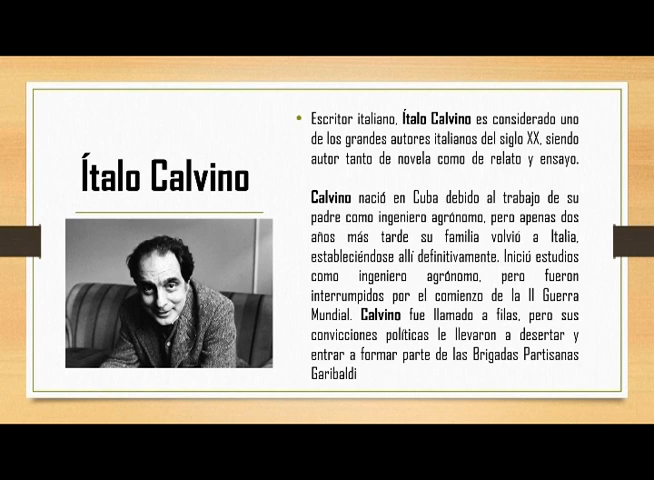 Ítalo Calvino
• Escritor italiano, Ítalo Calvino es considerado uno
de los grandes autores italianos del siglo XX, siendo
autor tanto de novela como de relato y ensayo.
Calvino nació en Cuba debido al trabajo de su
padre como ingeniero agrónomo, pero apenas dos
años más tarde su familia volvió a Italia,
estableciéndose allí definitivamente. Inició estudios
como ingeniero agrónomo, pero fueron
interrumpidos por el comienzo de la II Guerra
Mundial. Calvino fue llamado a filas, pero sus
convicciones políticas le llevaron a desertar y
entrar a formar parte de las Brigadas Partisanas
Garibaldi